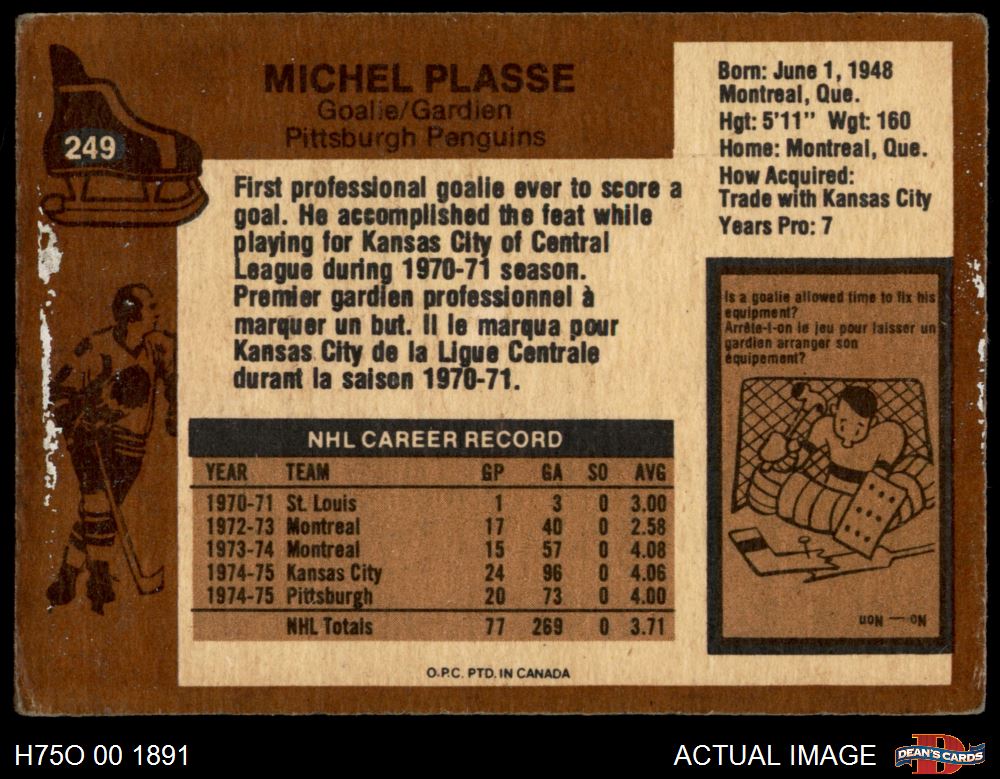 MICHEL PLASSE
Goalie/Gardien
Pittsburgh Penguins
249
Born: June 1, 1948
Montreal, Que.
Hgt: 5'11" Wgt: 160
Home: Montreal, Que.
How Acquired:
Trade with Kansas City
Years Pro: 7
First professional goalie ever to score a
goal. He accomplished the feat while
playing for Kansas City of Central
League during 1970-71 season.
Premier gardien professionnel à
marquer un but. Il le marqua pour
Kansas City de la Ligue Centrale
durant la saisen 1970-71.
Is a goalie allowed time to fix his
equipment?
Arrête-t-on le jeu pour laisser un
gardien arranger son
équipement?
No — Non
NHL CAREER RECORD
YEAR TEAM GP GA SO AVG
1970-71 St. Louis 1 3 0 3.00
1972-73 Montreal 17 40 0 2.58
1973-74 Montreal 15 57 0 4.08
1974-75 Kansas City 24 96 0 4.06
1974-75 Pittsburgh 20 73 0 4.00
NHL Totals 77 269 0 3.71
O.P.C. PTD. IN CANADA
H75O 00 1891
ACTUAL IMAGE
DEAN'S CARDS